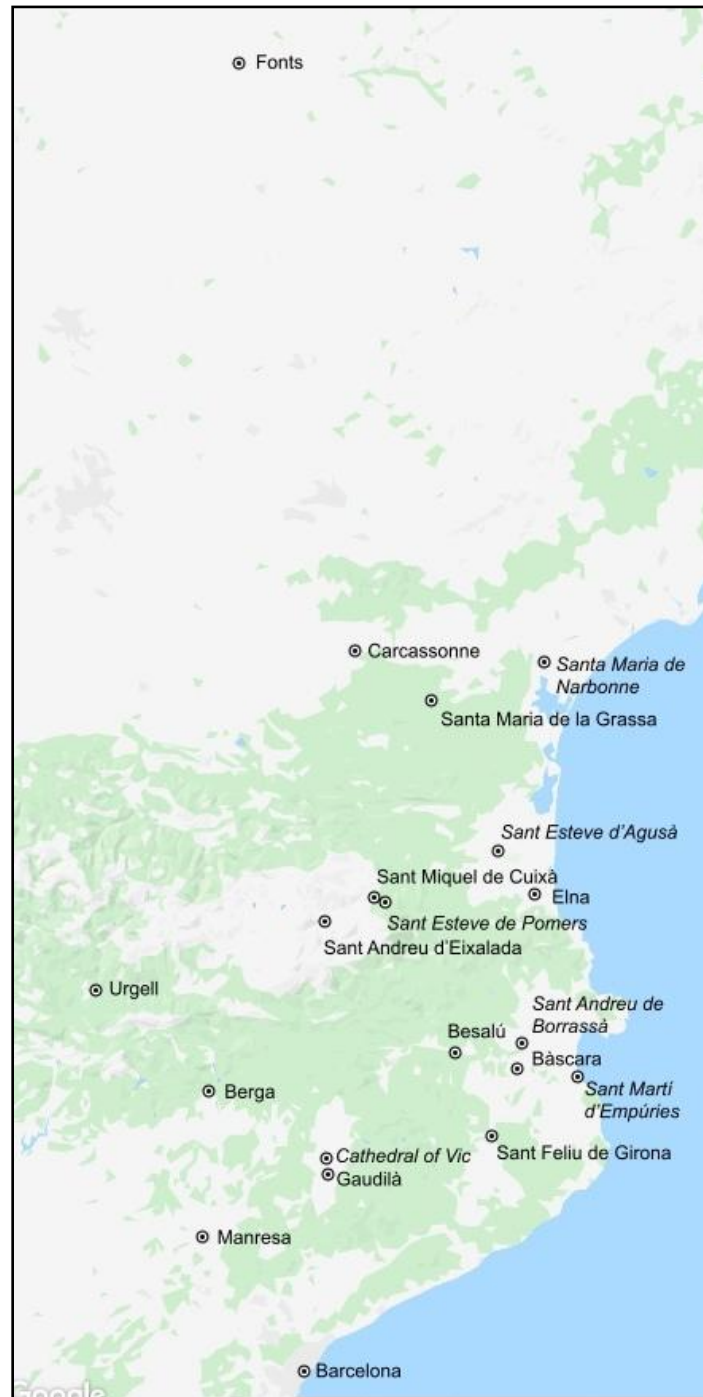 Fonts
Carcassonne
Santa Maria de
Narbonne
Santa Maria de la Grassa
Sant Esteve d'Agusà
Sant Miquel de Cuixà
Elna
Sant Esteve de Pomers
Sant Andreu d'Eixalada
Urgell
Sant Andreu de
Borrassà
Besalú
Bàscara
Sant Martí
d'Empúries
Berga
Sant Feliu de Girona
Cathedral of Vic
Gaudilà
Manresa
Barcelona
Google